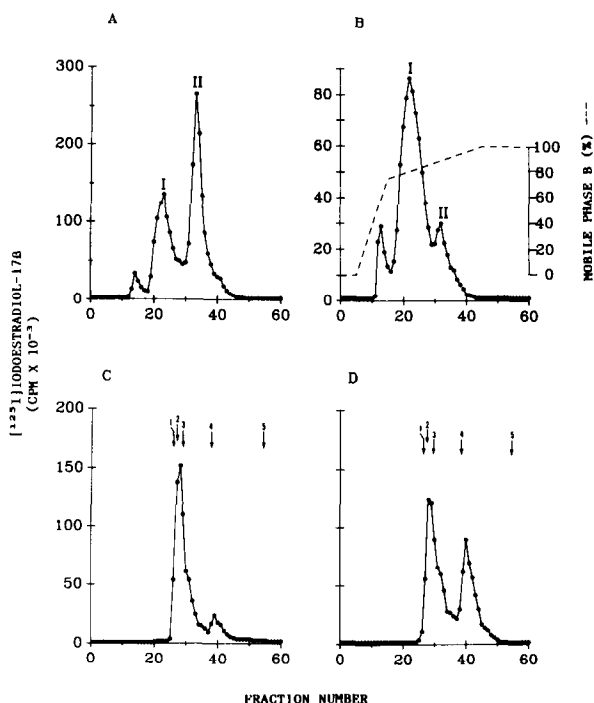 A
B
300
200
100
0
I
II
0 20 40 60
80
60
40
20
0
I
II
100
80
60
40
20
0
0 20 40 60
MOBILE PHASE B (%) ---
[¹²⁵I]IODOESTRADIOL-17β
(CPM X 10⁻³)
C
D
200
150
100
50
0
1 2 3 4 5
0 20 40 60
1 2 3 4 5
0 20 40 60
FRACTION NUMBER